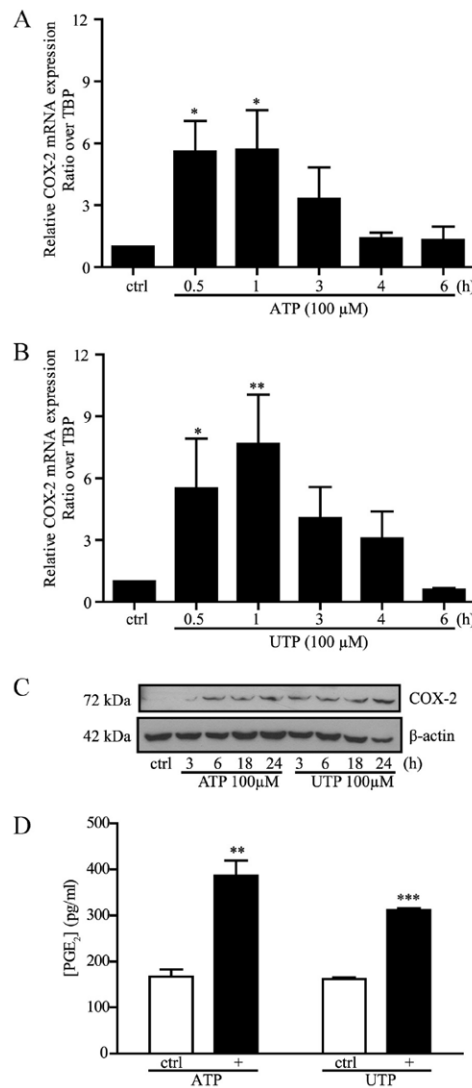 A
Relative COX-2 mRNA expression
Ratio over TBP
12
9
6
3
0
* *
ctrl 0.5 1 3 4 6 (h)
ATP (100 µM)
B
Relative COX-2 mRNA expression
Ratio over TBP
12
9
6
3
0
* **
ctrl 0.5 1 3 4 6 (h)
UTP (100 µM)
C
72 kDa COX-2
42 kDa β-actin
ctrl 3 6 18 24 3 6 18 24 (h)
ATP 100µM UTP 100µM
D
[PGE2] (pg/ml)
500
400
300
200
100
0
** ***
ctrl + ctrl +
ATP UTP